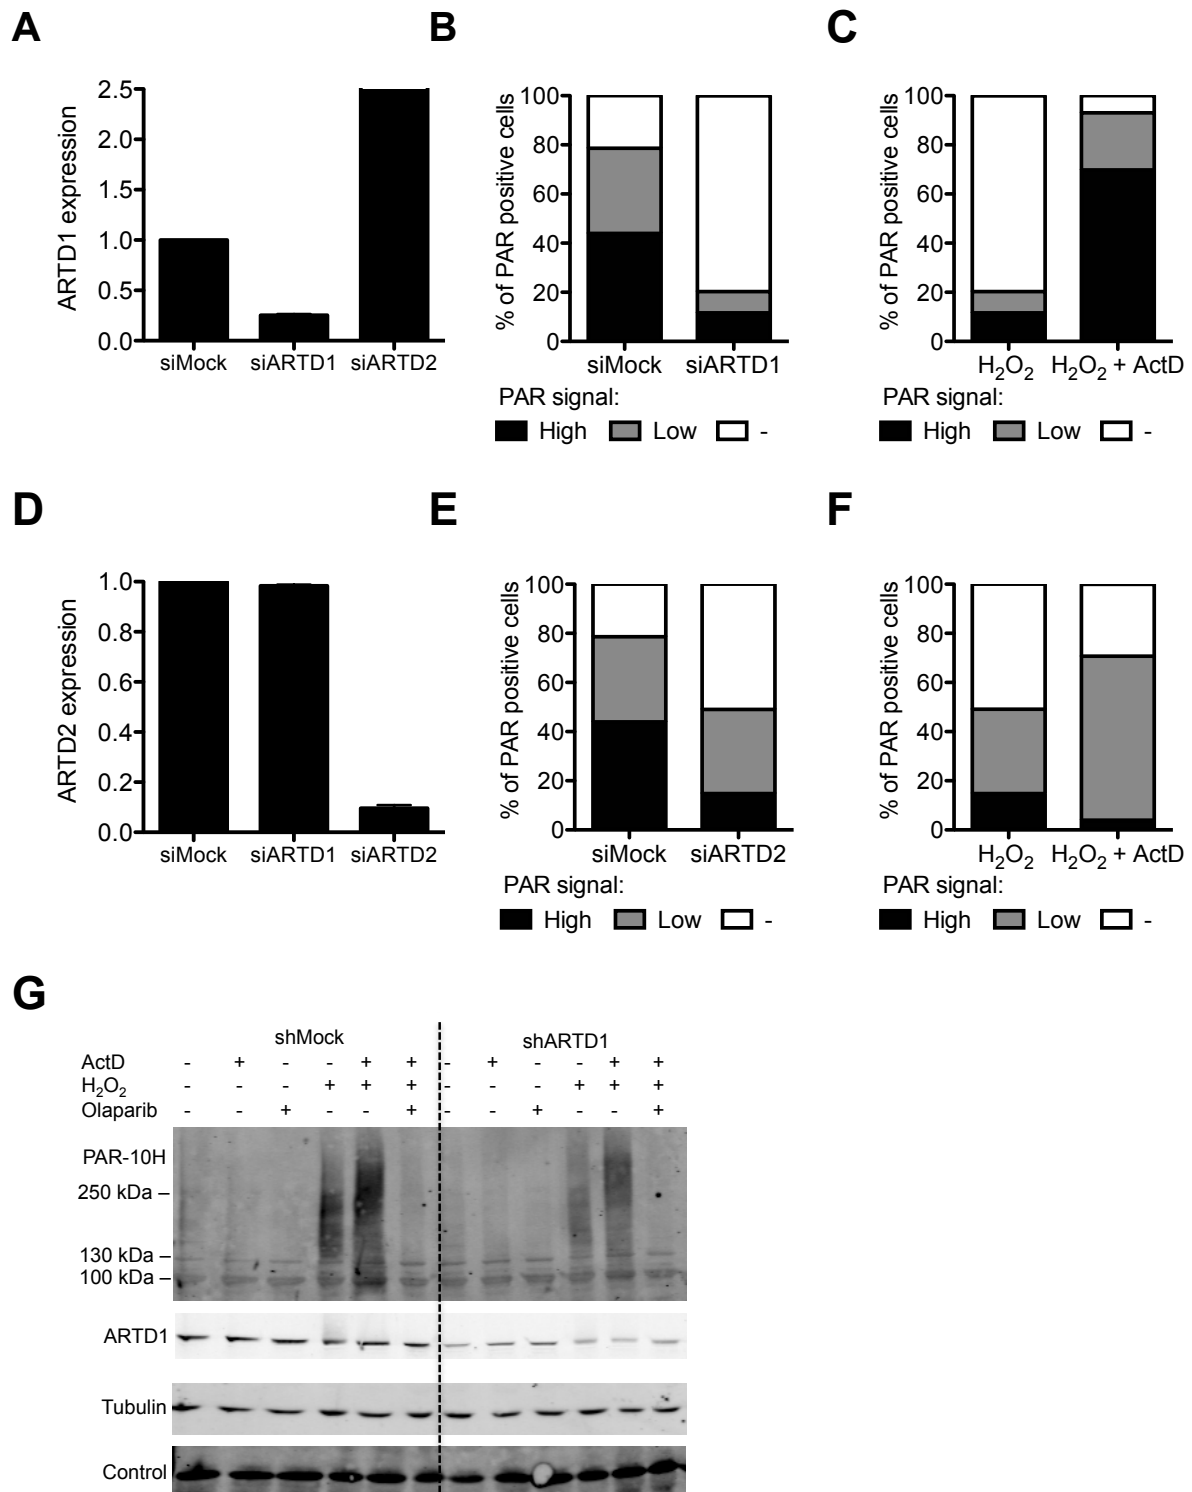 A
B
C
ARTD1 expression
2.5
2.0
1.5
1.0
0.5
0.0
siMock siARTD1 siARTD2
% of PAR positive cells
100
80
60
40
20
0
siMock siARTD1
PAR signal:
High Low -
% of PAR positive cells
100
80
60
40
20
0
H₂O₂ H₂O₂ + ActD
PAR signal:
High Low -
D
E
F
ARTD2 expression
1.0
0.8
0.6
0.4
0.2
0.0
siMock siARTD1 siARTD2
% of PAR positive cells
100
80
60
40
20
0
siMock siARTD2
PAR signal:
High Low -
% of PAR positive cells
100
80
60
40
20
0
H₂O₂ H₂O₂ + ActD
PAR signal:
High Low -
G
shMock shARTD1
ActD - + - - + + - + - - + +
H₂O₂ - - - + + + - - - + + +
Olaparib - - + - - + - - + - - +
PAR-10H
250 kDa –
130 kDa –
100 kDa –
ARTD1
Tubulin
Control